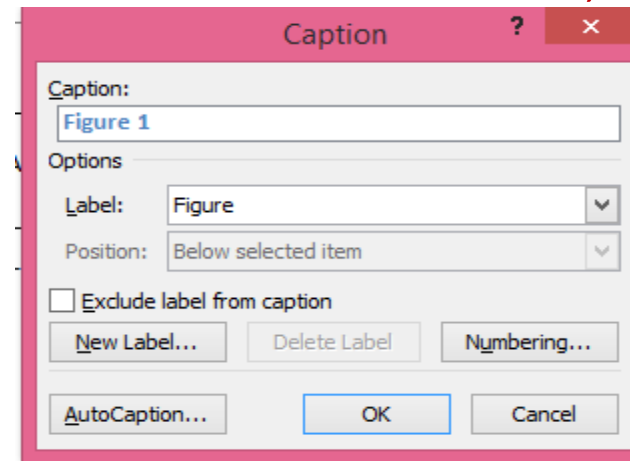 Caption ?
Caption:
Figure 1
Options
Label: Figure
Position: Below selected item
Exclude label from caption
New Label... Delete Label Numbering...
AutoCaption... OK Cancel